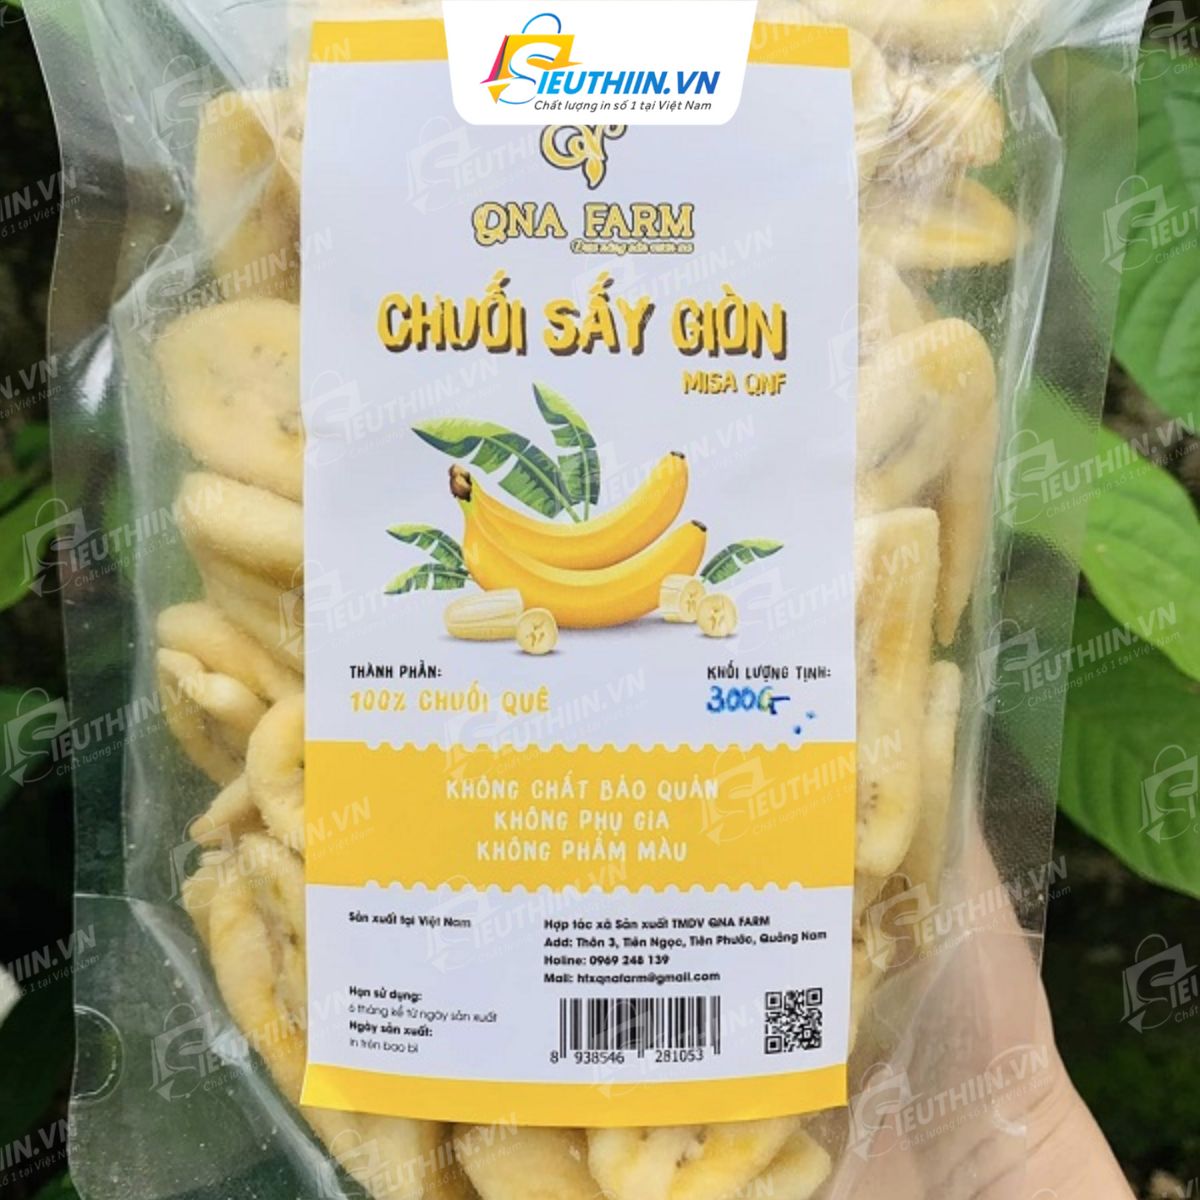 SIEUTHIIN.VN
Chất lượng in số 1 tại Việt Nam
QNA FARM
CHUỐI SẤY GIÒN
MISA QNF
THÀNH PHẦN:
100% CHUỐI QUÊ
KHỐI LƯỢNG TỊNH:
300G
KHÔNG CHẤT BẢO QUẢN
KHÔNG PHỤ GIA
KHÔNG PHẨM MÀU
Sản xuất tại Việt Nam
Hạn sử dụng:
6 tháng kể từ ngày sản xuất
Ngày sản xuất:
In trên bao bì
Hợp tác xã Sản xuất TMDV QNA FARM
Add: Thôn 3, Tiên Ngọc, Tiên Phước, Quảng Nam
Holine: 0969 248 139
Mail: htxqnafarm@gmail.com
8 938546 281053